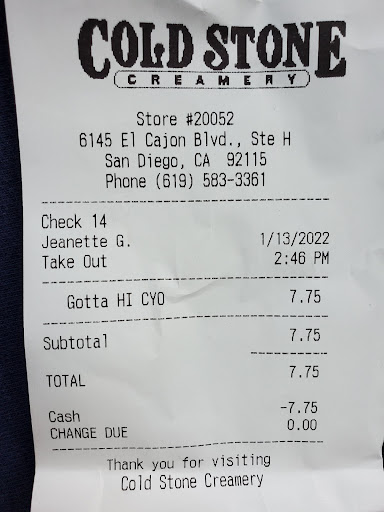 COLD STONE
CREAMERY
Store #20052
6145 El Cajon Blvd., Ste H
San Diego, CA 92115
Phone (619) 583-3361
Check 14
Jeanette G. 1/13/2022
Take Out 2:46 PM
Gotta HI CYO 7.75
Subtotal 7.75
TOTAL 7.75
Cash -7.75
CHANGE DUE 0.00
Thank you for visiting
Cold Stone Creamery